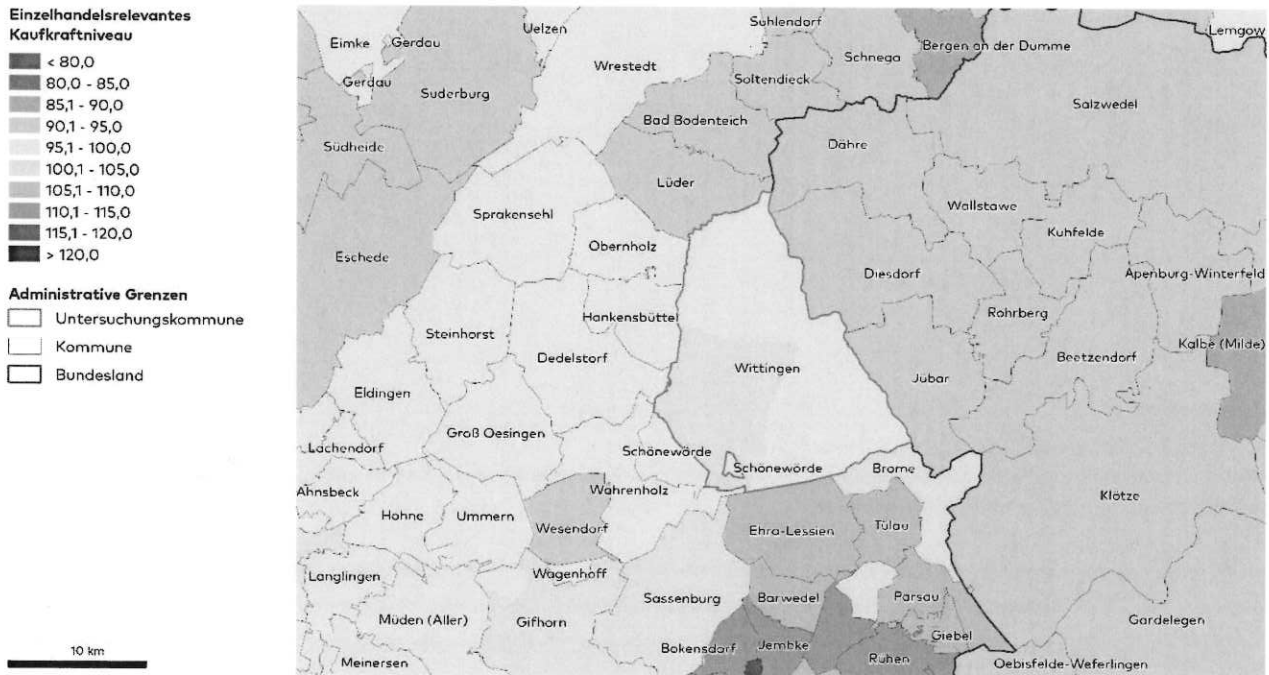 Einzelhandelsrelevantes
Kaufkraftniveau
< 80,0
80,0 - 85,0
85,1 - 90,0
90,1 - 95,0
95,1 - 100,0
100,1 - 105,0
105,1 - 110,0
110,1 - 115,0
115,1 - 120,0
> 120,0
Administrative Grenzen
Untersuchungskommune
Kommune
Bundesland
10 km
Eimke
Gerdau
Uelzen
Suhlendorf
Lemgow
Bergen an der Dumme
Schnega
Wrestedt
Soltendieck
Gerdau
Suderburg
Salzwedel
Bad Bodenteich
Südheide
Dähre
Lüder
Wallstawe
Sprakensehl
Kuhfelde
Obernholz
Eschede
Diesdorf
Apenburg-Winterfeld
Rohrberg
Hankensbüttel
Steinhorst
Kalbe (Milde)
Dedelstorf
Beetzendorf
Wittingen
Jübar
Eldingen
Groß Oesingen
Lachendorf
Schönewörde
Schönewörde
Brome
Ahnsbeck
Wahrenholz
Klötze
Hohne
Ummern
Wesendorf
Ehra-Lessien
Tülau
Langlingen
Wagenhoff
Sassenburg
Barwedel
Parsau
Müden (Aller)
Gifhorn
Gardelegen
Giebel
Bokensdorf
Jembke
Rühen
Meinersen
Oebisfelde-Weferlingen